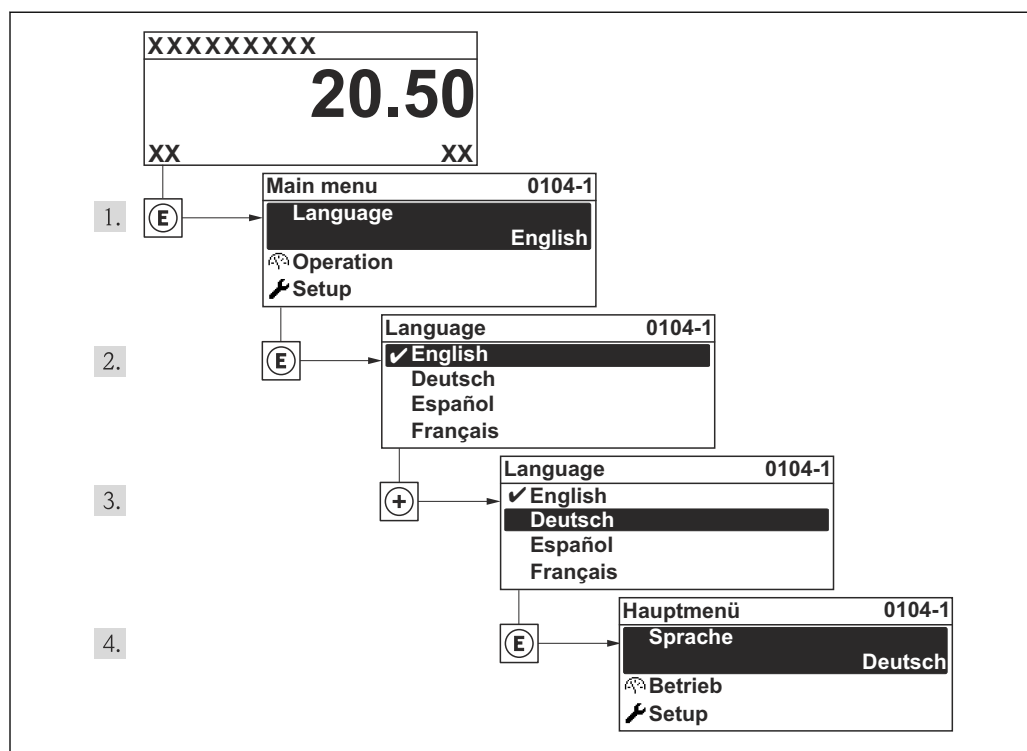 XXXXXXXXX
20.50
XX XX
1.
E
Main menu 0104-1
Language
English
Operation
Setup
2.
E
Language 0104-1
✔ English
Deutsch
Español
Français
3.
+
Language 0104-1
✔ English
Deutsch
Español
Français
4.
E
Hauptmenü 0104-1
Sprache
Deutsch
Betrieb
Setup